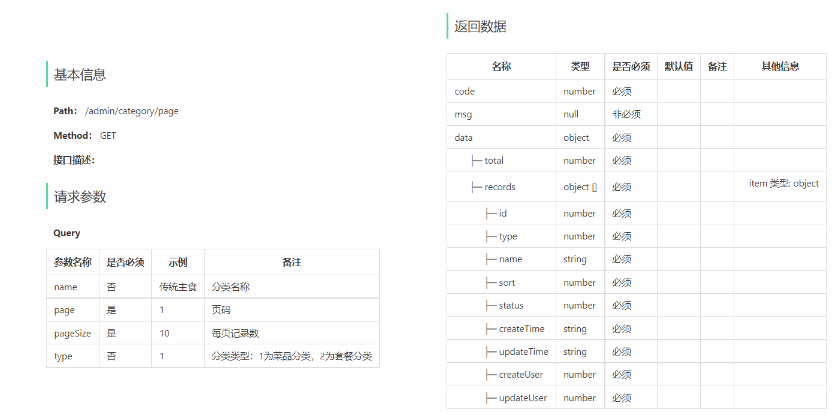 基本信息
Path： /admin/category/page
Method： GET
接口描述：
请求参数
Query
参数名称 是否必须 示例 备注
name 否 传统主食 分类名称
page 是 1 页码
pageSize 是 10 每页记录数
type 否 1 分类类型：1为菜品分类，2为套餐分类
返回数据
名称 类型 是否必须 默认值 备注 其他信息
code number 必须
msg null 非必须
data object 必须
├─ total number 必须
├─ records object [] 必须 item 类型: object
├─ id number 必须
├─ type number 必须
├─ name string 必须
├─ sort number 必须
├─ status number 必须
├─ createTime string 必须
├─ updateTime string 必须
├─ createUser number 必须
├─ updateUser number 必须